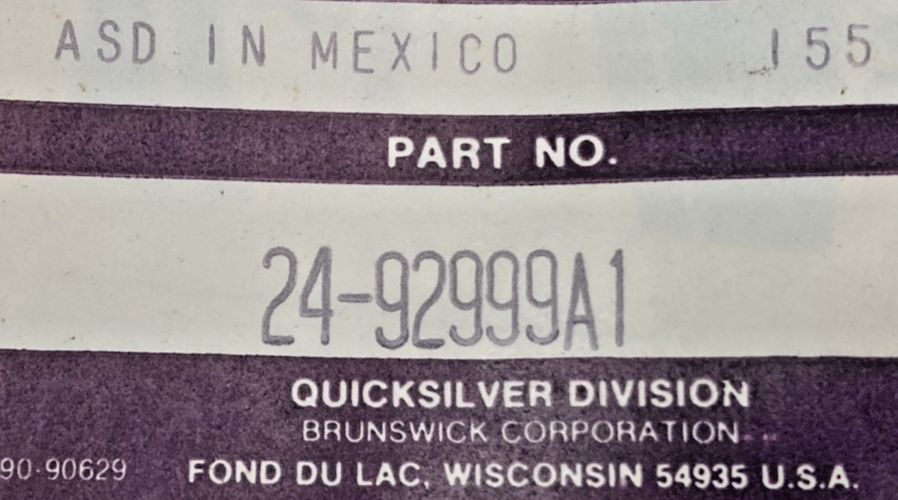 ASD IN MEXICO 155
PART NO.
24-92999A1
QUICKSILVER DIVISION
BRUNSWICK CORPORATION
90-90629 FOND DU LAC, WISCONSIN 54935 U.S.A.